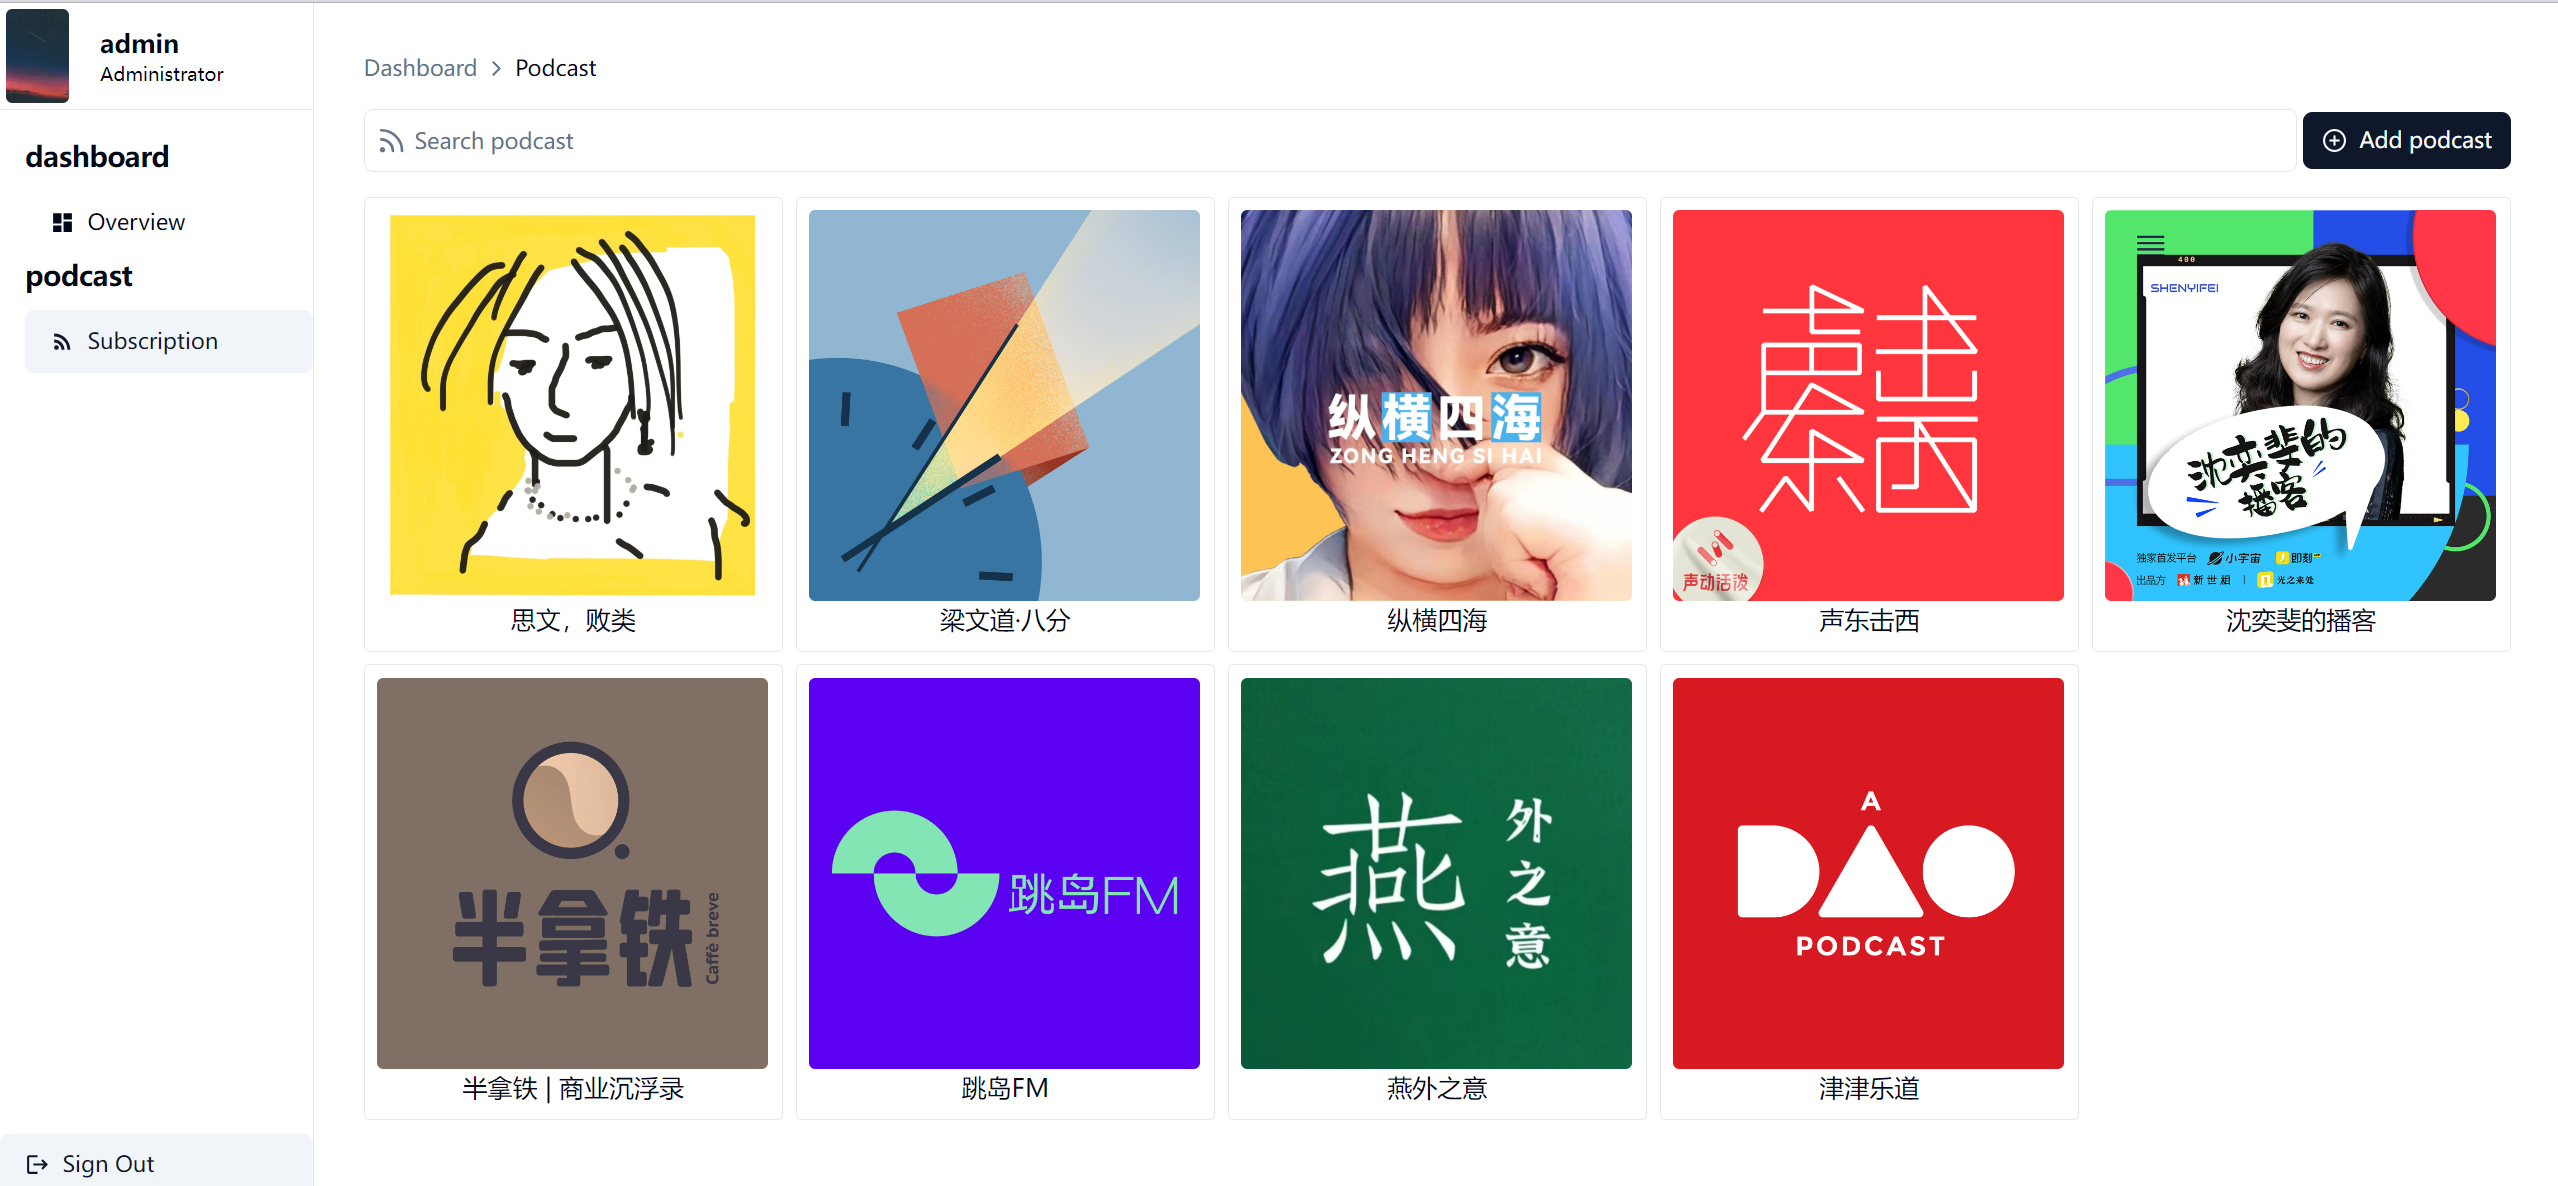 admin
Administrator
dashboard
Overview
podcast
Subscription
Sign Out
Dashboard > Podcast
Search podcast
Add podcast
思文，败类
梁文道·八分
纵横四海
ZONG HENG SI HAI
纵横四海
声东击西
声动活泼
声东击西
400
SHENYIFEI
沈奕斐的
播客
独家首发平台 小宇宙 即刻
出品方 新世相 | 光之来处
沈奕斐的播客
半拿铁
Caffè breve
半拿铁 | 商业沉浮录
跳岛FM
跳岛FM
燕
外之意
燕外之意
A
DAO
PODCAST
津津乐道